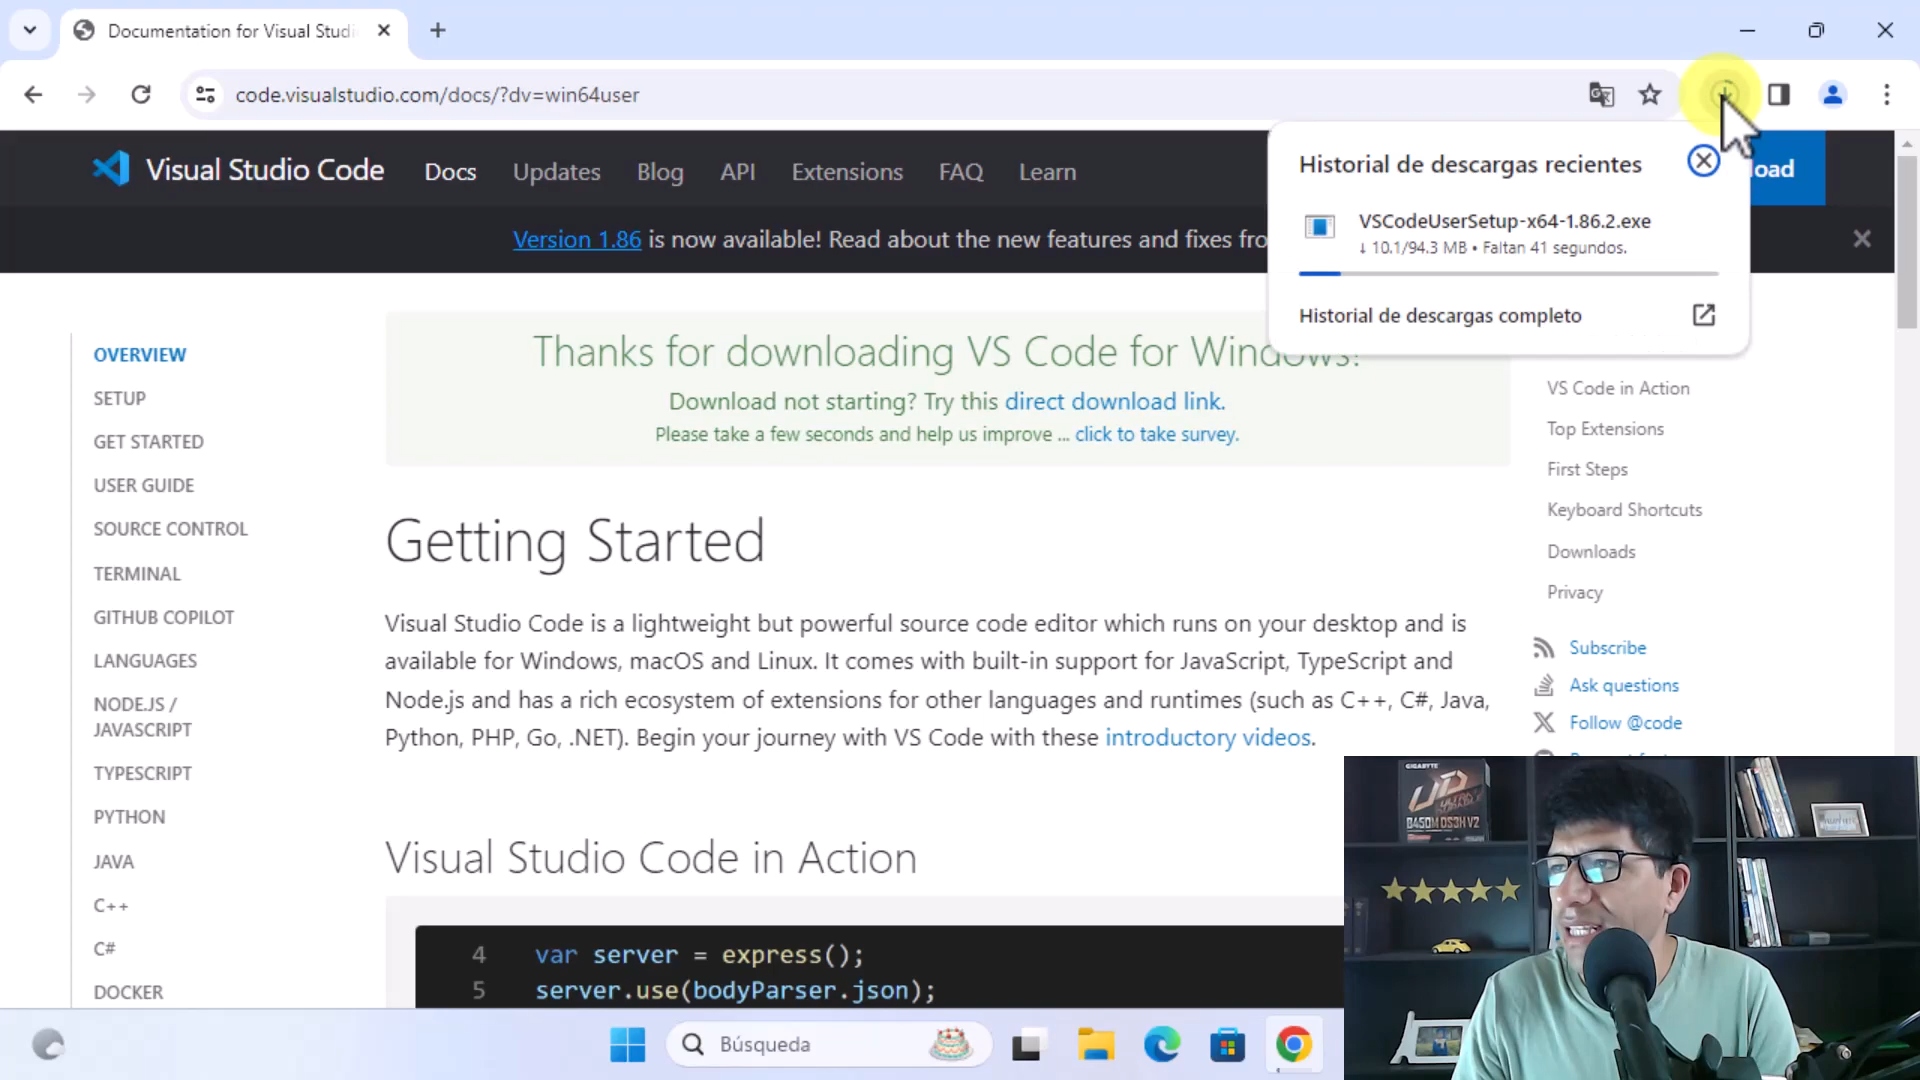 Documentation for Visual Studi
code.visualstudio.com/docs/?dv=win64user
Visual Studio Code
Docs
Updates
Blog
API
Extensions
FAQ
Learn
load
Version 1.86 is now available! Read about the new features and fixes fro
Historial de descargas recientes
VSCodeUserSetup-x64-1.86.2.exe
↓ 10.1/94.3 MB • Faltan 41 segundos.
Historial de descargas completo
OVERVIEW
SETUP
GET STARTED
USER GUIDE
SOURCE CONTROL
TERMINAL
GITHUB COPILOT
LANGUAGES
NODE.JS /
JAVASCRIPT
TYPESCRIPT
PYTHON
JAVA
C++
C#
DOCKER
Thanks for downloading VS Code for Windows!
Download not starting? Try this direct download link.
Please take a few seconds and help us improve ... click to take survey.
Getting Started
Visual Studio Code is a lightweight but powerful source code editor which runs on your desktop and is
available for Windows, macOS and Linux. It comes with built-in support for JavaScript, TypeScript and
Node.js and has a rich ecosystem of extensions for other languages and runtimes (such as C++, C#, Java,
Python, PHP, Go, .NET). Begin your journey with VS Code with these introductory videos.
Visual Studio Code in Action
4 var server = express();
5 server.use(bodyParser.json);
VS Code in Action
Top Extensions
First Steps
Keyboard Shortcuts
Downloads
Privacy
Subscribe
Ask questions
Follow @code
GIGABYTE
UD
B450M DS3H V2
Búsqueda